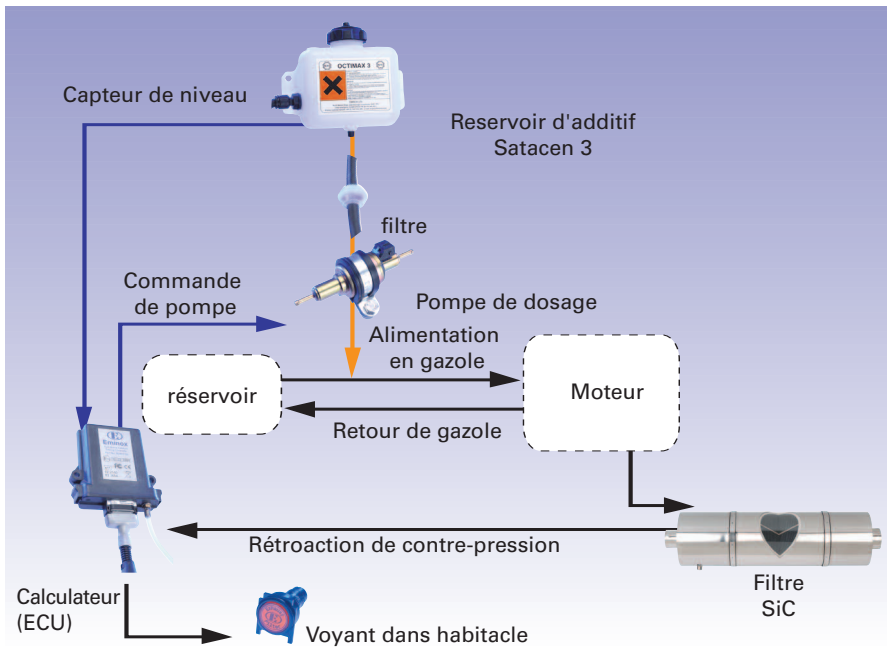 OCTIMAX 3
Capteur de niveau
Reservoir d'additif
Satacen 3
filtre
Commande
de pompe
Pompe de dosage
Alimentation
en gazole
réservoir
Moteur
Retour de gazole
Emmox
Rétroaction de contre-pression
Filtre
SiC
Calculateur
(ECU)
Voyant dans habitacle